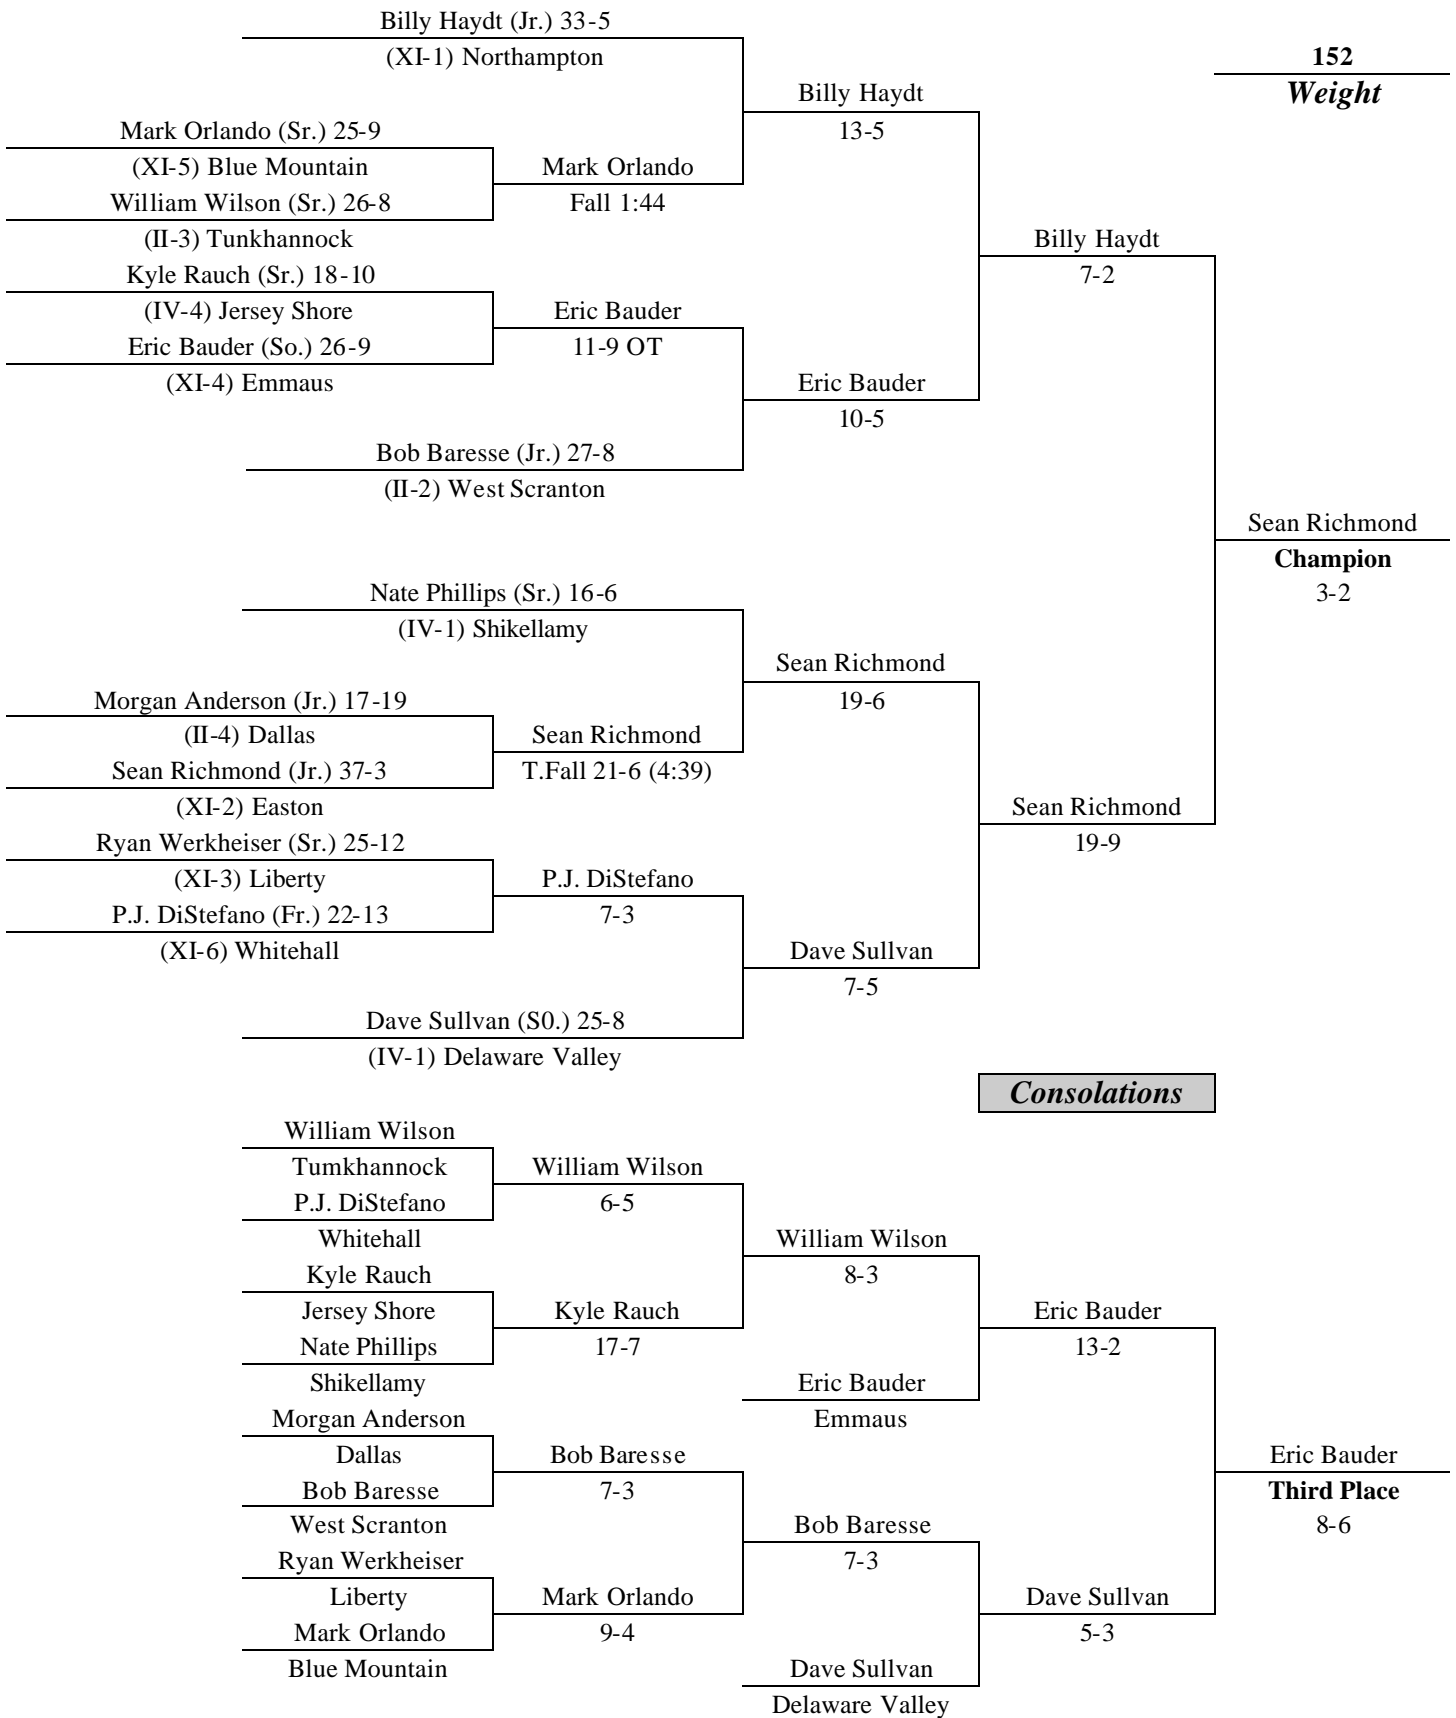 Billy Haydt (Jr.) 33-5
(XI-1) Northampton
152
Weight
Billy Haydt
13-5
Mark Orlando (Sr.) 25-9
(XI-5) Blue Mountain
Mark Orlando
William Wilson (Sr.) 26-8
Fall 1:44
(II-3) Tunkhannock
Billy Haydt
Kyle Rauch (Sr.) 18-10
7-2
(IV-4) Jersey Shore
Eric Bauder
Eric Bauder (So.) 26-9
11-9 OT
(XI-4) Emmaus
Eric Bauder
10-5
Bob Baresse (Jr.) 27-8
(II-2) West Scranton
Sean Richmond
Champion
3-2
Nate Phillips (Sr.) 16-6
(IV-1) Shikellamy
Sean Richmond
19-6
Morgan Anderson (Jr.) 17-19
(II-4) Dallas
Sean Richmond
Sean Richmond (Jr.) 37-3
T.Fall 21-6 (4:39)
(XI-2) Easton
Sean Richmond
Ryan Werkheiser (Sr.) 25-12
19-9
(XI-3) Liberty
P.J. DiStefano
P.J. DiStefano (Fr.) 22-13
7-3
(XI-6) Whitehall
Dave Sullvan
7-5
Dave Sullvan (S0.) 25-8
(IV-1) Delaware Valley
Consolations
William Wilson
Tumkhannock
William Wilson
P.J. DiStefano
6-5
Whitehall
William Wilson
Kyle Rauch
8-3
Jersey Shore
Kyle Rauch
Eric Bauder
Nate Phillips
17-7
13-2
Shikellamy
Eric Bauder
Morgan Anderson
Emmaus
Dallas
Bob Baresse
Eric Bauder
Bob Baresse
7-3
Third Place
West Scranton
Bob Baresse
8-6
Ryan Werkheiser
7-3
Liberty
Mark Orlando
Dave Sullvan
Mark Orlando
9-4
5-3
Blue Mountain
Dave Sullvan
Delaware Valley